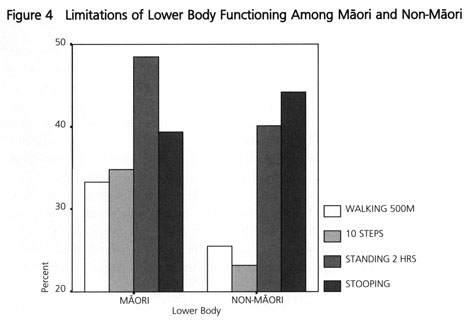 Figure 4 Limitations of Lower Body Functioning Among Māori and Non-Māori
50
40
30
20
Percent
MĀORI
NON-MĀORI
Lower Body
WALKING 500M
10 STEPS
STANDING 2 HRS
STOOPING